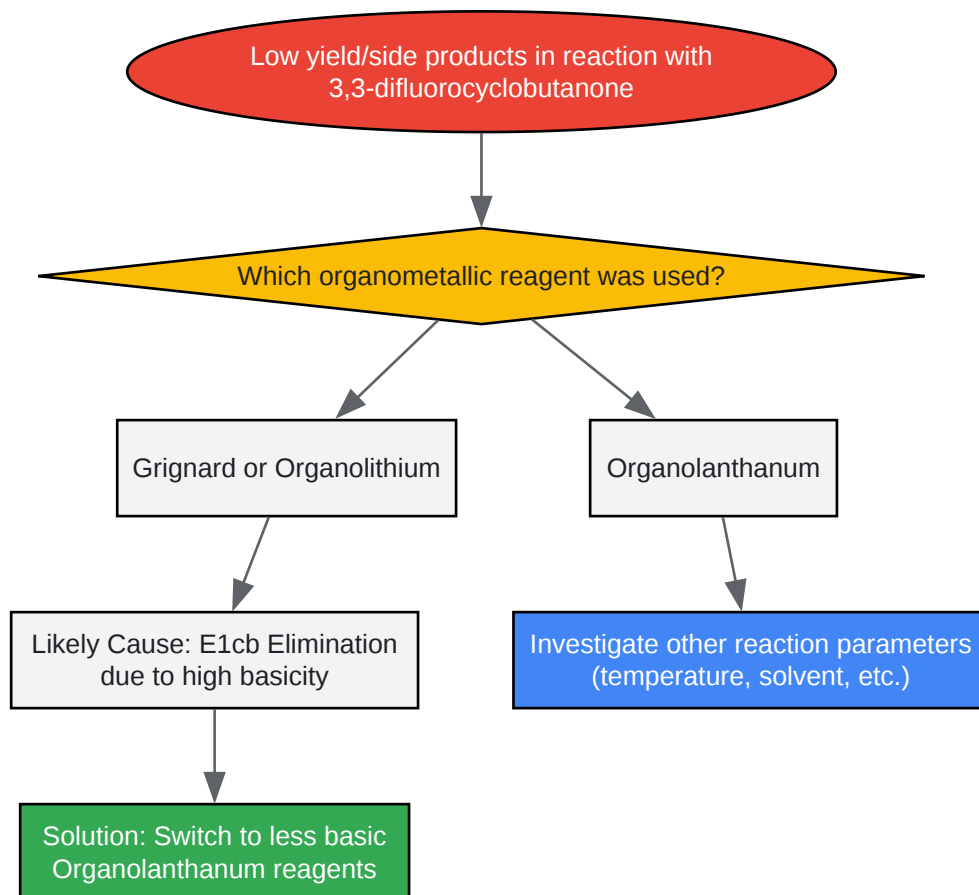 Low yield/side products in reaction with
3,3-difluorocyclobutanone
Which organometallic reagent was used?
Grignard or Organolithium
Organolanthanum
Likely Cause: E1cb Elimination
due to high basicity
Investigate other reaction parameters
(temperature, solvent, etc.)
Solution: Switch to less basic
Organolanthanum reagents